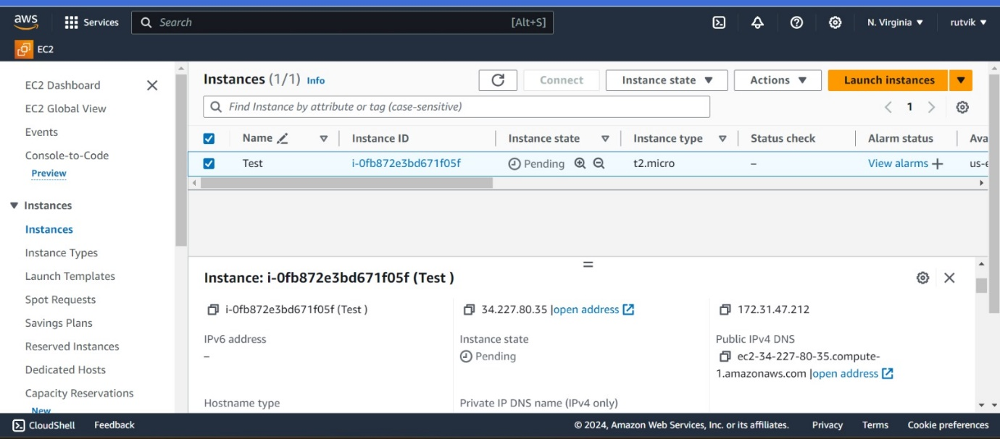 aws Services Search [Alt+S] N. Virginia ▼ rutvik ▼
EC2
EC2 Dashboard
EC2 Global View
Events
Console-to-Code
Preview
▼ Instances
Instances
Instance Types
Launch Templates
Spot Requests
Savings Plans
Reserved Instances
Dedicated Hosts
Capacity Reservations
New
Instances (1/1) Info Connect Instance state ▼ Actions ▼ Launch instances ▼
Find Instance by attribute or tag (case-sensitive) < 1 >
Name Instance ID Instance state Instance type Status check Alarm status Ava
Test i-0fb872e3bd671f05f Pending t2.micro – View alarms + us-e
Instance: i-0fb872e3bd671f05f (Test )
i-0fb872e3bd671f05f (Test ) 34.227.80.35 |open address 172.31.47.212
IPv6 address Instance state Public IPv4 DNS
– Pending ec2-34-227-80-35.compute-
1.amazonaws.com |open address
Hostname type Private IP DNS name (IPv4 only)
CloudShell Feedback © 2024, Amazon Web Services, Inc. or its affiliates. Privacy Terms Cookie preferences